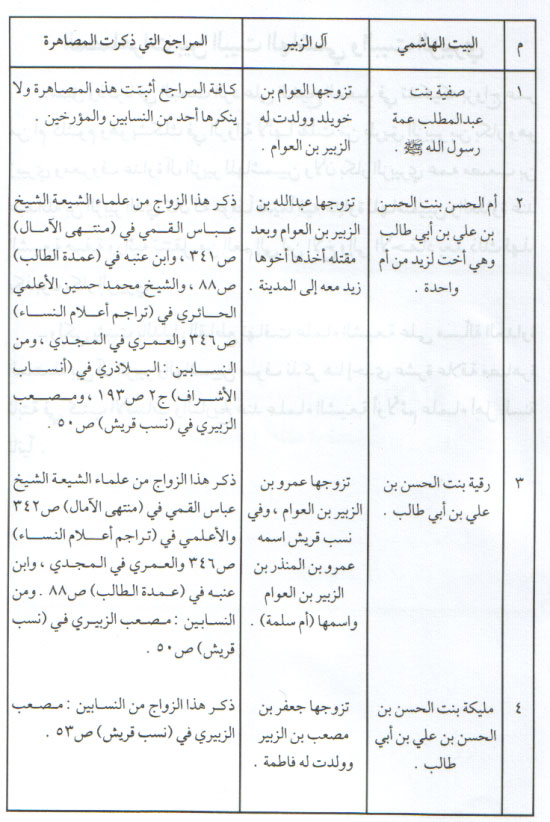 م البيت الهاشمي آل الزبير المراجع التي ذكرت المصاهرة
١
صفية بنت
عبدالمطلب عمة
رسول الله ﷺ .
تزوجها العوام بن
خويلد وولدت له
الزبير بن العوام .
كافة المراجع أثبتت هذه المصاهرة ولا
ينكرها أحد من النسابين والمؤرخين .
٢
أم الحسن بنت الحسن
بن علي بن أبي طالب
وهي أخت لزيد من أم
واحدة .
تزوجها عبدالله بن
الزبير بن العوام وبعد
مقتله أخذها أخوها
زيد معه إلى المدينة .
ذكر هذا الزواج من علماء الشيعة الشيخ
عباس القمي في (منتهى الآمال)
ص٣٤١ ، وابن عنبه في (عمدة الطالب)
ص٨٨ ، والشيخ محمد حسين الأعلمي
الحائري في (تراجم أعلام النساء)
ص٣٤٦ والعمري في المجدي ، ومن
النسابين : البلاذري في (أنساب
الأشراف) ج٢ ص١٩٣ ، ومصعب
الزبيري في (نسب قريش) ص٥٠ .
٣
رقية بنت الحسن بن
علي بن أبي طالب .
تزوجها عمرو بن
الزبير بن العوام ، وفي
نسب قريش اسمه
عمرو بن المنذر بن
الزبير بن العوام
واسمها (أم سلمة) .
ذكر هذا الزواج من علماء الشيعة الشيخ
عباس القمي في (منتهى الآمال) ص٣٤٢
والأعلمي في (تراجم أعلام النساء)
ص٣٤٦ والعمري في المجدي ، وابن
عنبه في (عمدة الطالب) ص٨٨ . ومن
النسابين : مصعب الزبيري في (نسب
قريش) ص٥٠ .
٤
مليكة بنت الحسن بن
الحسن بن علي بن أبي
طالب .
تزوجها جعفر بن
مصعب بن الزبير
وولدت له فاطمة .
ذكر هذا الزواج من النسابين : مصعب
الزبيري في (نسب قريش) ص٥٣ .